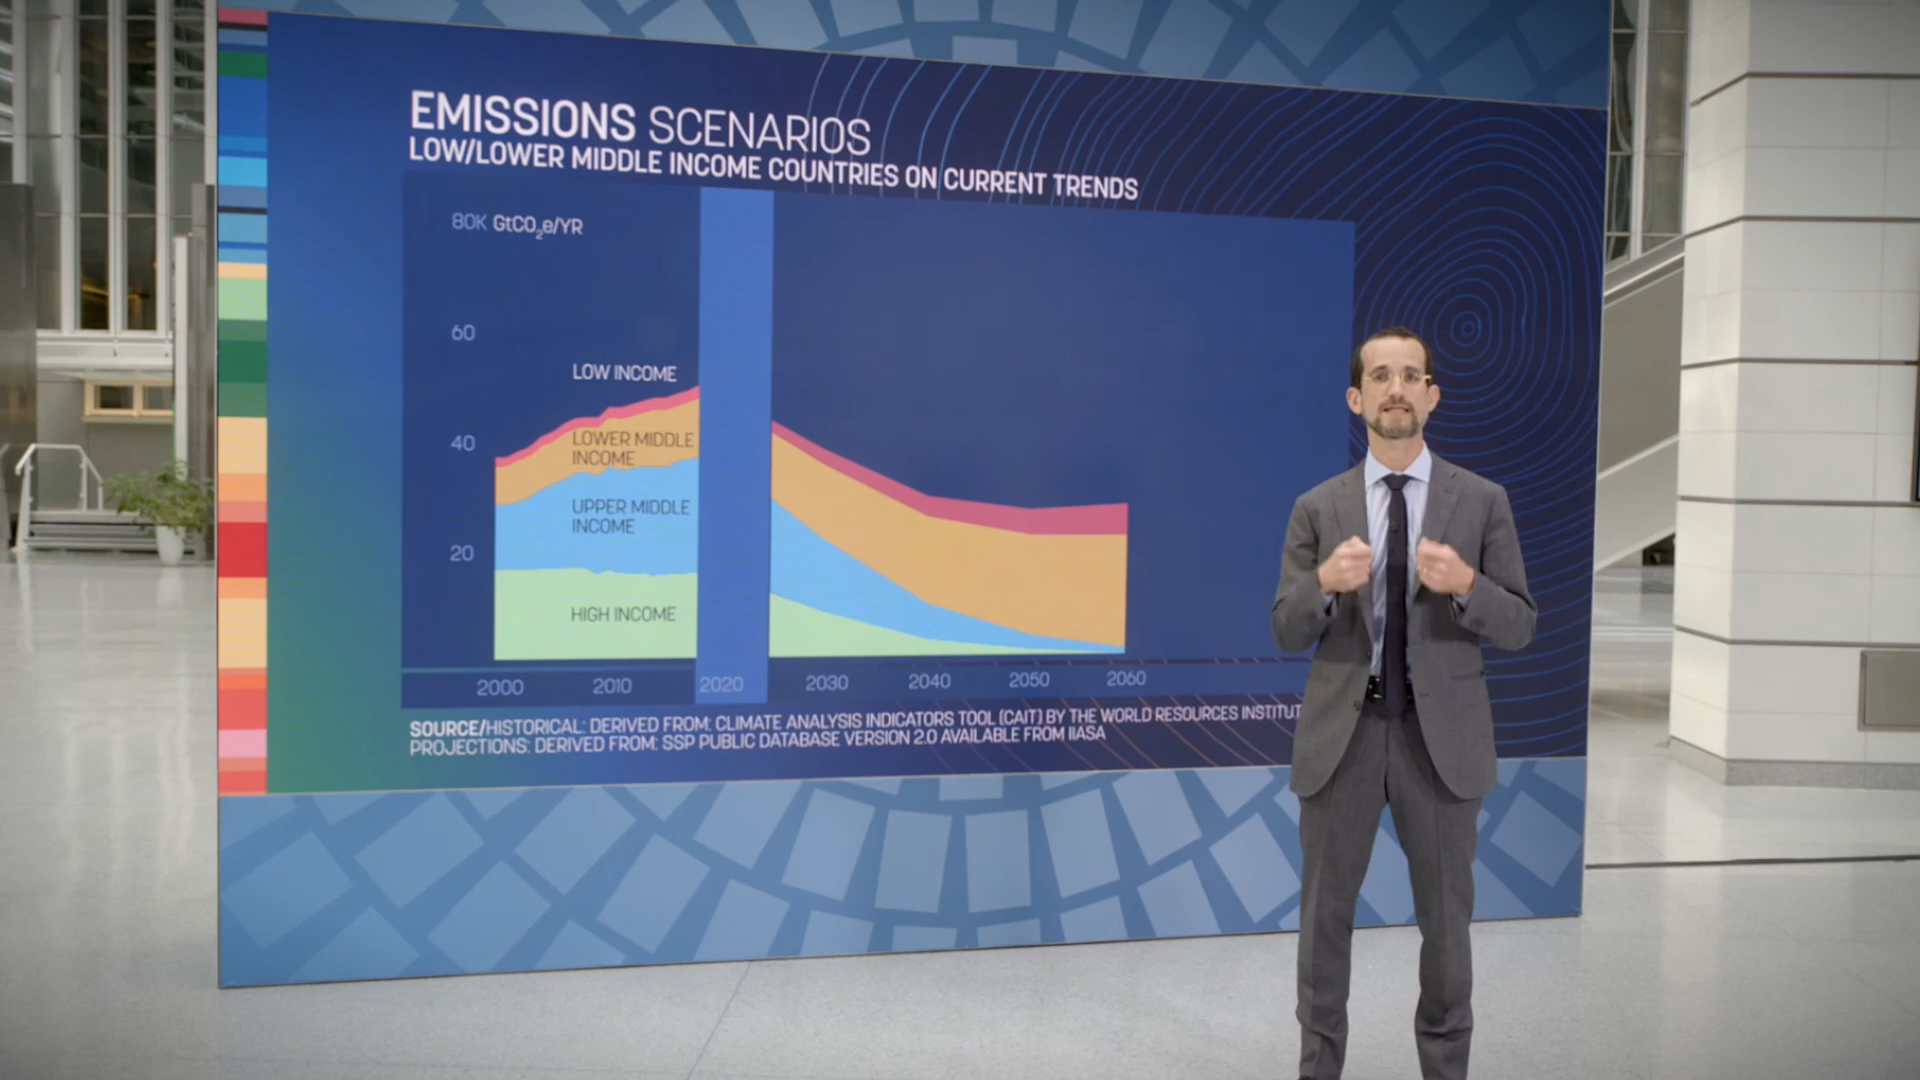 EMISSIONS SCENARIOS
LOW/LOWER MIDDLE INCOME COUNTRIES ON CURRENT TRENDS
80K GtCO₂e/YR
60
LOW INCOME
40
LOWER MIDDLE
INCOME
UPPER MIDDLE
INCOME
20
HIGH INCOME
2000 2010 2020 2030 2040 2050 2060
SOURCE/HISTORICAL: DERIVED FROM: CLIMATE ANALYSIS INDICATORS TOOL (CAIT) BY THE WORLD RESOURCES INSTITUT
PROJECTIONS: DERIVED FROM: SSP PUBLIC DATABASE VERSION 2.0 AVAILABLE FROM IIASA